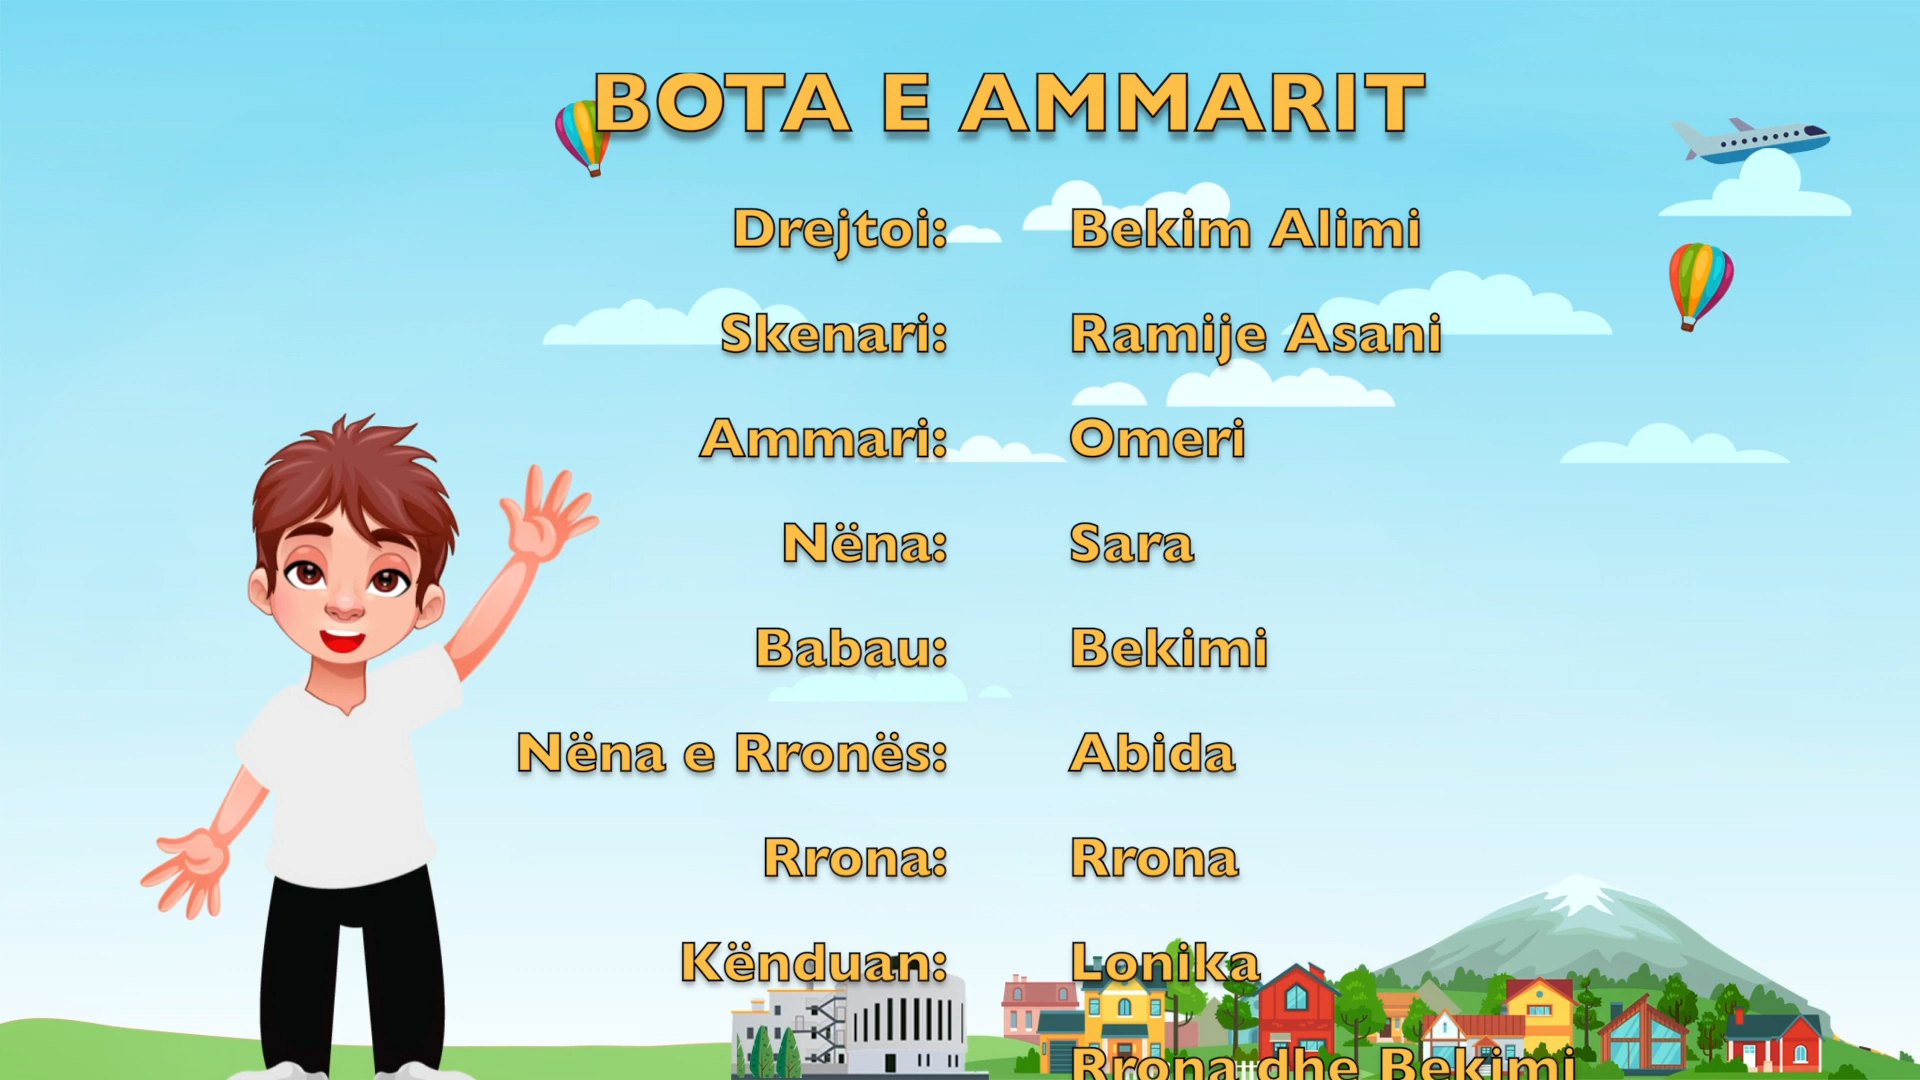 BOTA E AMMARIT
Drejtoi: Bekim Alimi
Skenari: Ramije Asani
Ammari: Omeri
Nëna: Sara
Babau: Bekimi
Nëna e Rronës: Abida
Rrona: Rrona
Kënduan: Lonika
Rrona dhe Bekimi